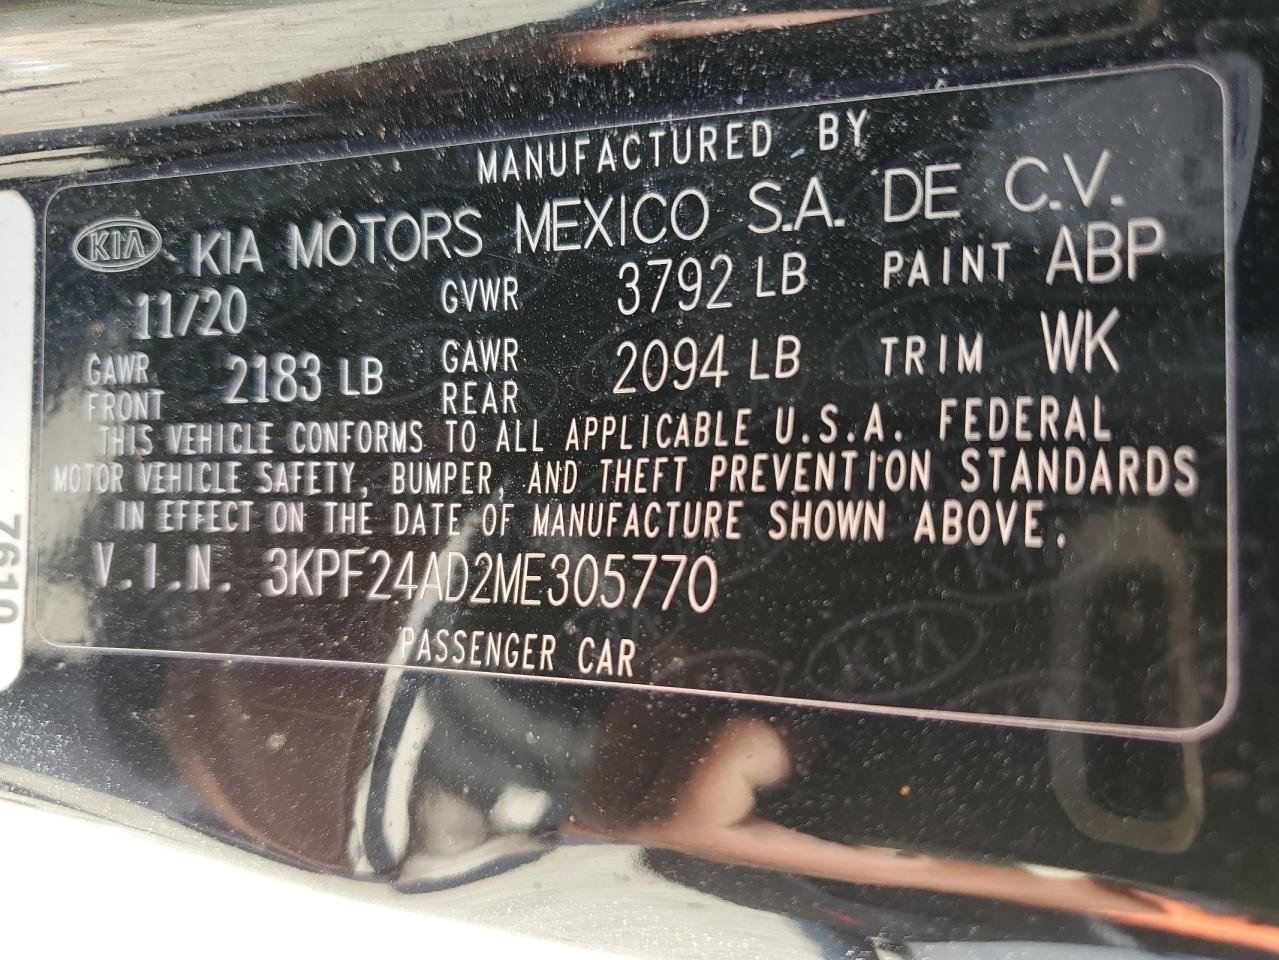 MANUFACTURED BY
KIA KIA MOTORS MEXICO S.A. DE C.V.
11/20 GVWR 3792 LB PAINT ABP
GAWR FRONT 2183 LB GAWR REAR 2094 LB TRIM WK
THIS VEHICLE CONFORMS TO ALL APPLICABLE U.S.A. FEDERAL
MOTOR VEHICLE SAFETY, BUMPER, AND THEFT PREVENTION STANDARDS
IN EFFECT ON THE DATE OF MANUFACTURE SHOWN ABOVE.
V.I.N. 3KPF24AD2ME305770
PASSENGER CAR